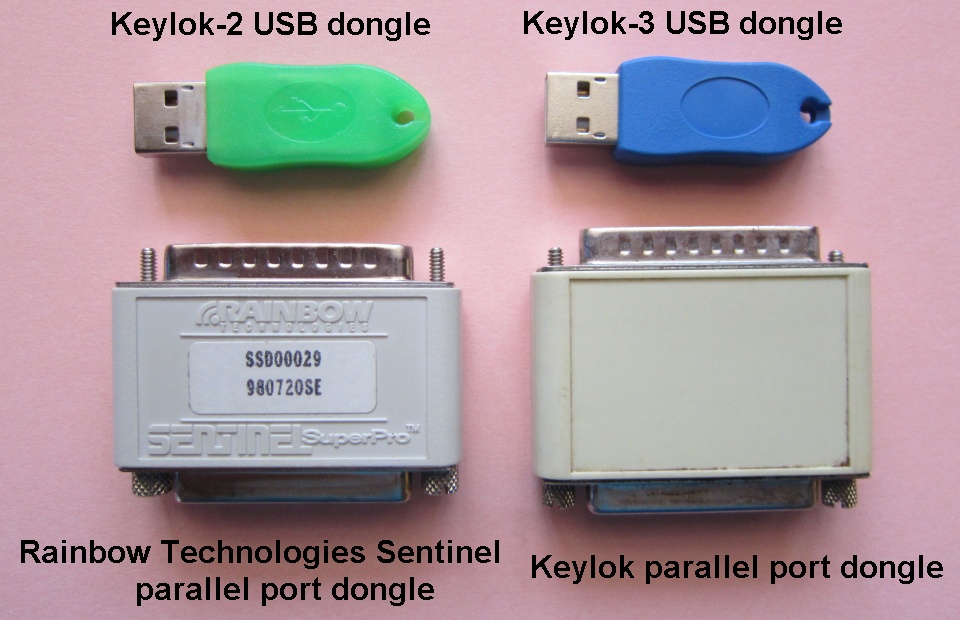 Keylok-2 USB dongle
Keylok-3 USB dongle
RAINBOW
TECHNOLOGIES
SSD00029
980720SE
SENTINEL SuperPro™
Rainbow Technologies Sentinel
parallel port dongle
Keylok parallel port dongle